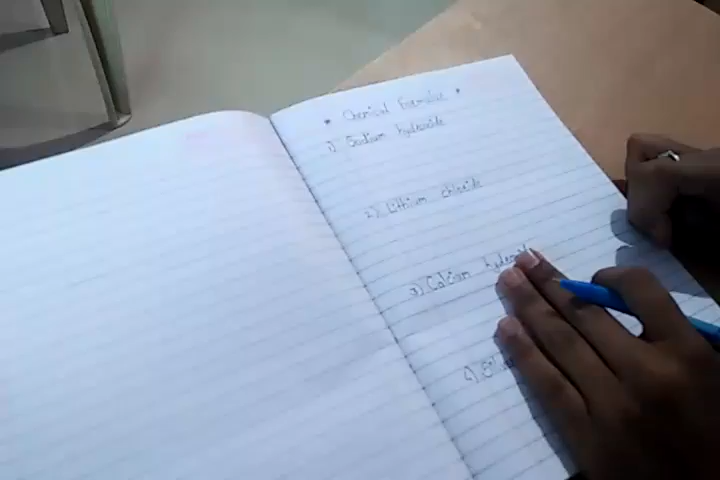 * Chemical Formulae *
1) Sodium hydroxide
2) Lithium chloride
3) Calcium
4)